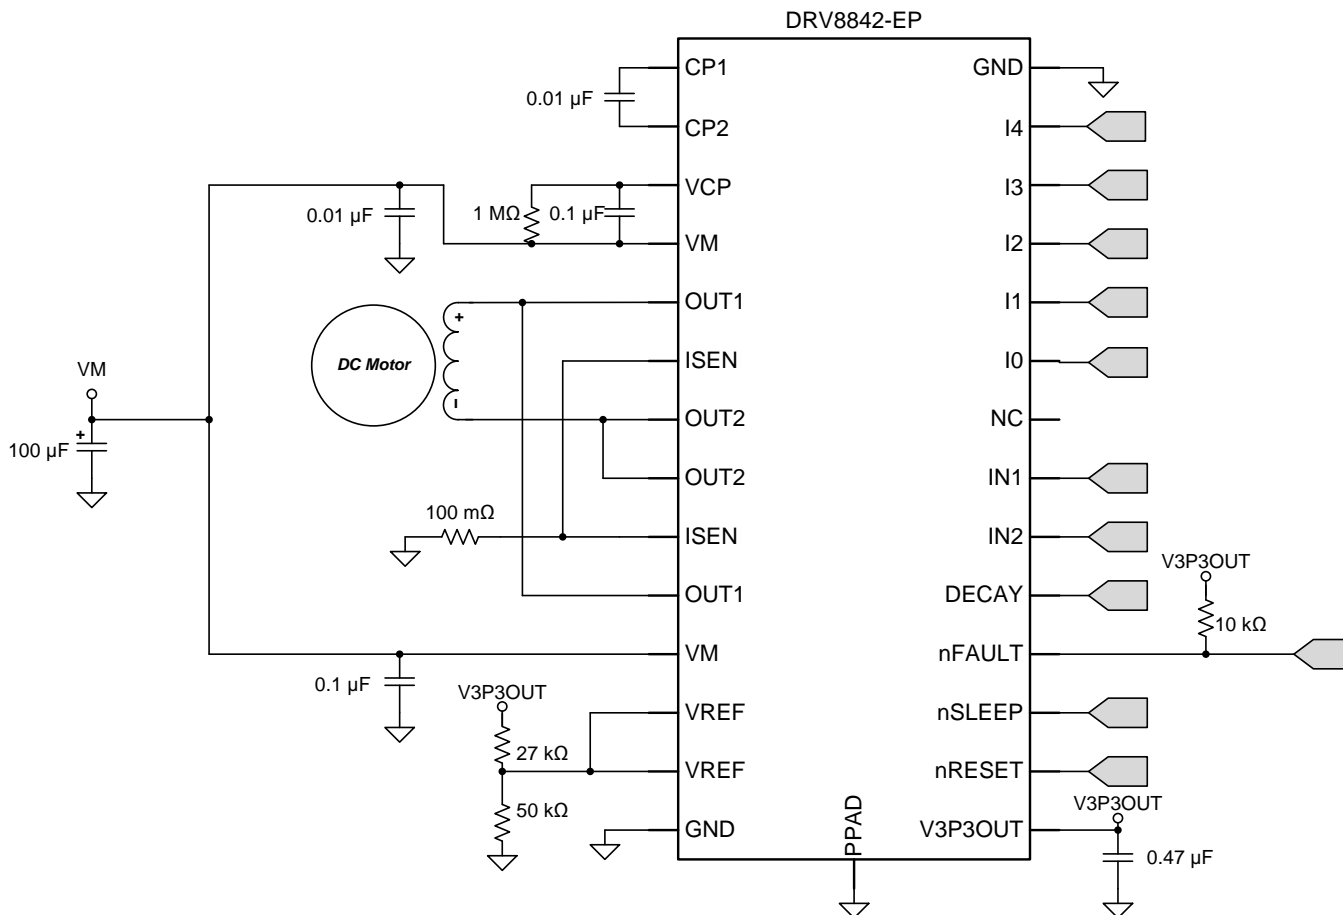 DRV8842-EP
CP1
GND
0.01 µF
CP2
I4
VCP
I3
0.01 µF
1 MΩ
0.1 µF
VM
I2
OUT1
I1
+
DC Motor
ISEN
I0
VM
-
OUT2
NC
+
100 µF
OUT2
IN1
100 mΩ
ISEN
IN2
V3P3OUT
OUT1
DECAY
10 kΩ
VM
nFAULT
0.1 µF
V3P3OUT
VREF
nSLEEP
27 kΩ
VREF
nRESET
V3P3OUT
50 kΩ
GND
PPAD
V3P3OUT
0.47 µF